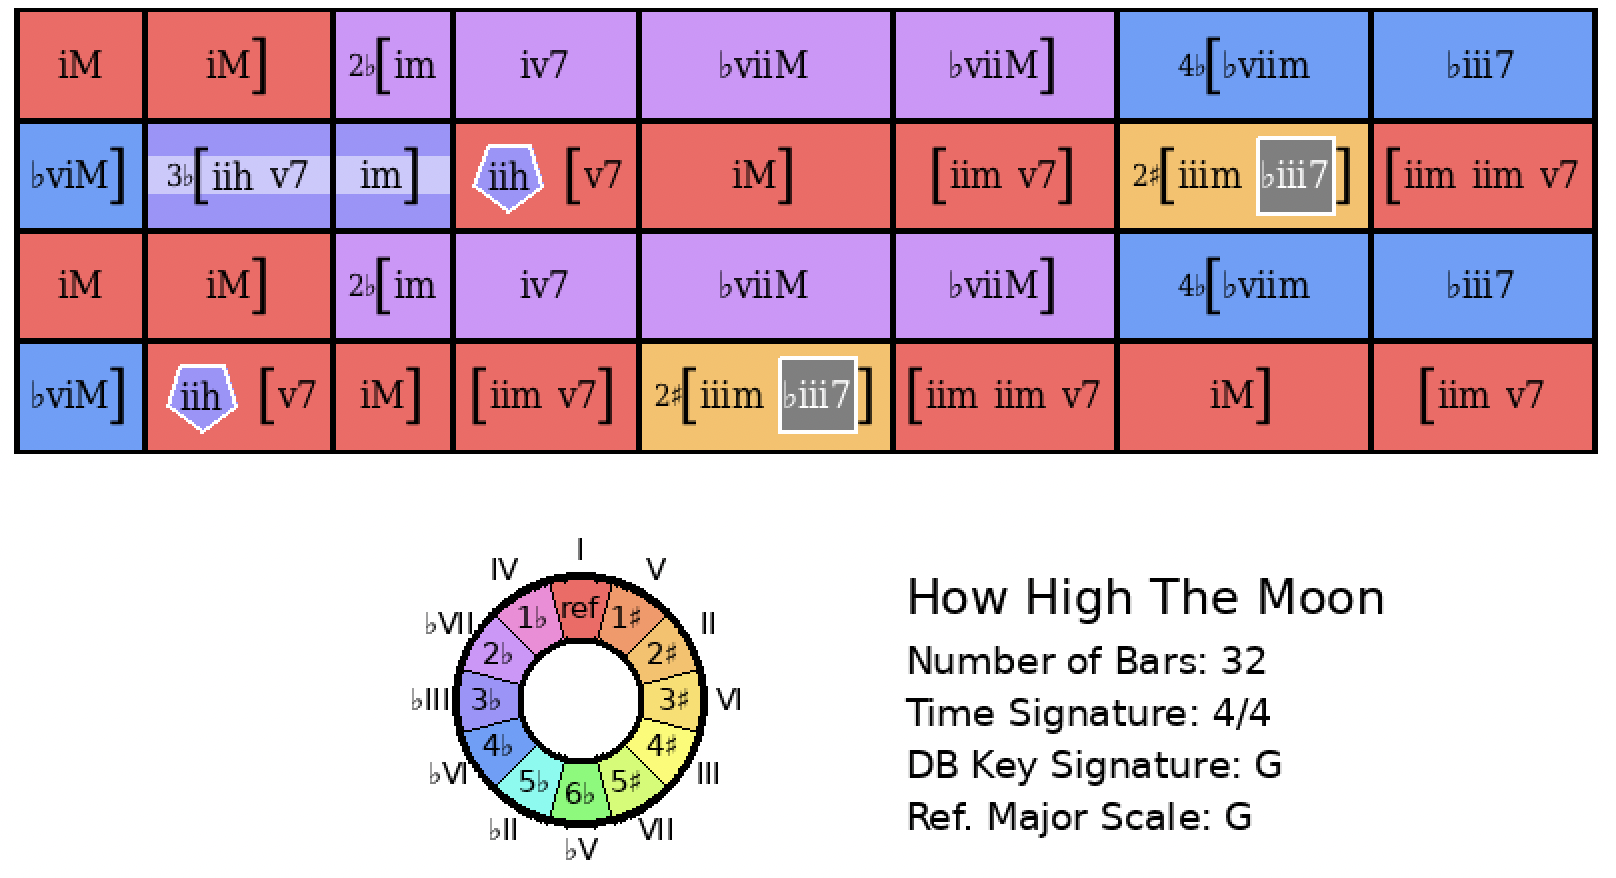 iM iM] 2♭[im iv7 ♭viiM ♭viiM] 4♭[♭viim ♭iii7
♭viM] 3♭[iih v7 im] iih [v7 iM] [iim v7] 2♯[iiim ♭iii7] [iim iim v7
iM iM] 2♭[im iv7 ♭viiM ♭viiM] 4♭[♭viim ♭iii7
♭viM] iih [v7 iM] [iim v7] 2♯[iiim ♭iii7] [iim iim v7 iM] [iim v7
I
IV V
1♭ ref 1♯
♭VII II
2♭ 2♯
♭III 3♭ 3♯ VI
4♭ 4♯
♭VI 5♭ 6♭ 5♯ III
♭II VII
♭V
How High The Moon
Number of Bars: 32
Time Signature: 4/4
DB Key Signature: G
Ref. Major Scale: G